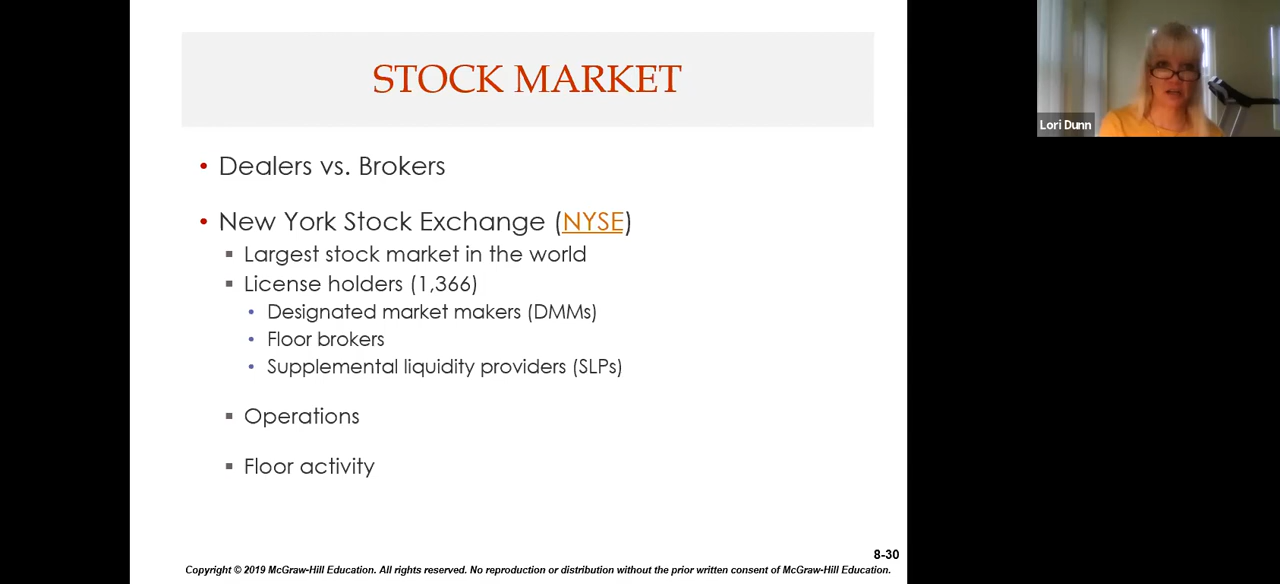 STOCK MARKET
Lori Dunn
• Dealers vs. Brokers
• New York Stock Exchange (NYSE)
▪ Largest stock market in the world
▪ License holders (1,366)
• Designated market makers (DMMs)
• Floor brokers
• Supplemental liquidity providers (SLPs)
▪ Operations
▪ Floor activity
8-30
Copyright © 2019 McGraw-Hill Education. All rights reserved. No reproduction or distribution without the prior written consent of McGraw-Hill Education.